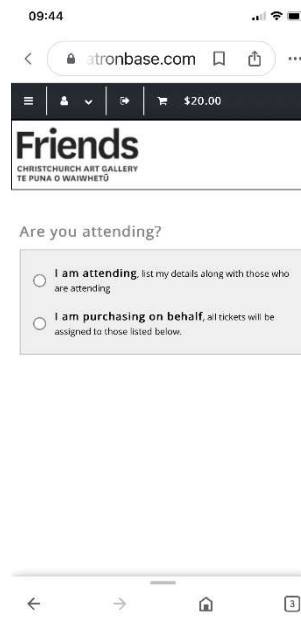 09:44
atronbase.com
$20.00
Friends
CHRISTCHURCH ART GALLERY
TE PUNA O WAIWHETŪ
Are you attending?
I am attending, list my details along with those who
are attending
I am purchasing on behalf, all tickets will be
assigned to those listed below.
3